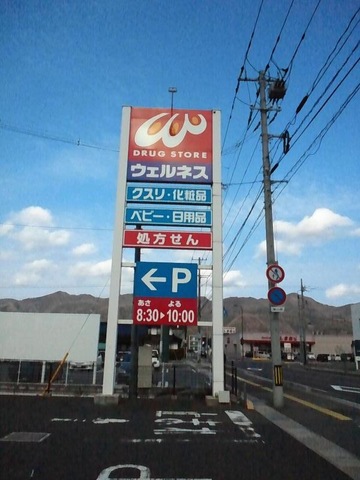 DRUG STORE
ウェルネス
クスリ・化粧品
ベビー・日用品
処方せん
←P
あさ よる
8:30▶10:00